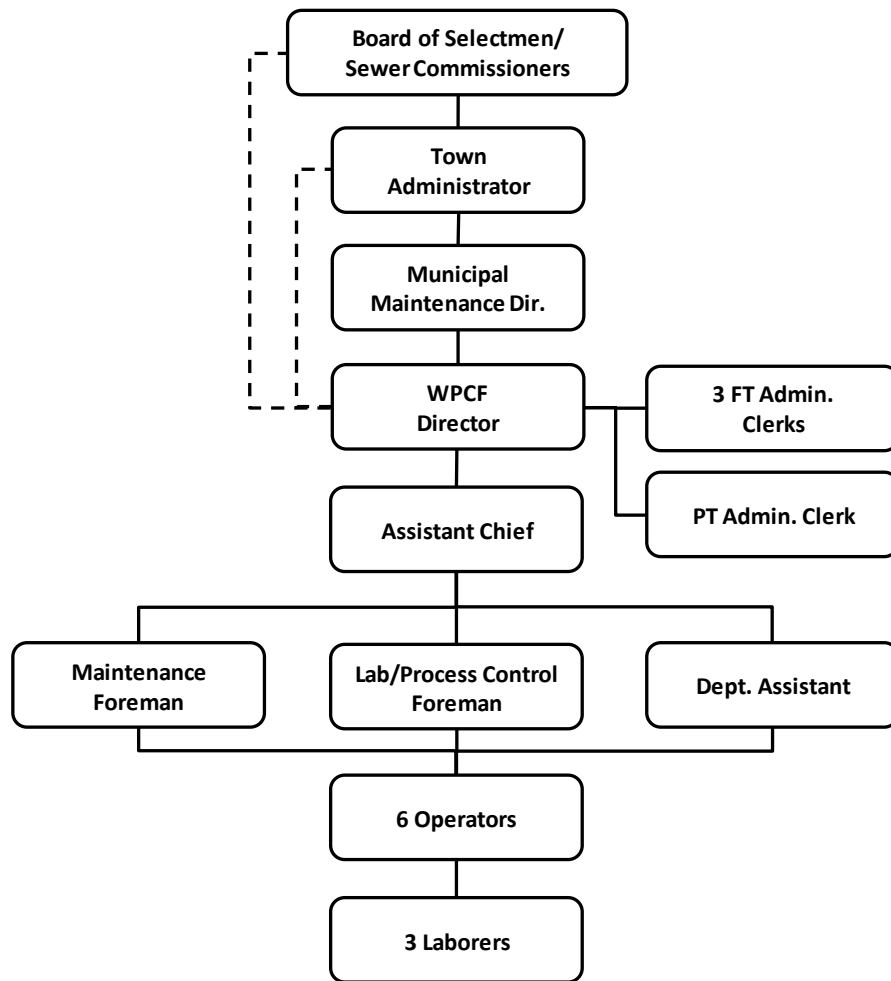 Board of Selectmen/
Sewer Commissioners
Town
Administrator
Municipal
Maintenance Dir.
WPCF
Director
3 FT Admin.
Clerks
PT Admin. Clerk
Assistant Chief
Maintenance
Foreman
Lab/Process Control
Foreman
Dept. Assistant
6 Operators
3 Laborers